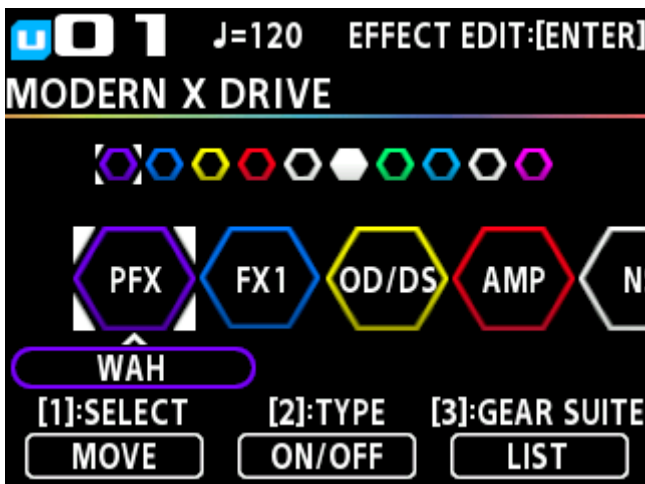 U01 ♩=120 EFFECT EDIT:[ENTER]
MODERN X DRIVE
PFX FX1 OD/DS AMP
WAH
[1]:SELECT [2]:TYPE [3]:GEAR SUITE
MOVE ON/OFF LIST